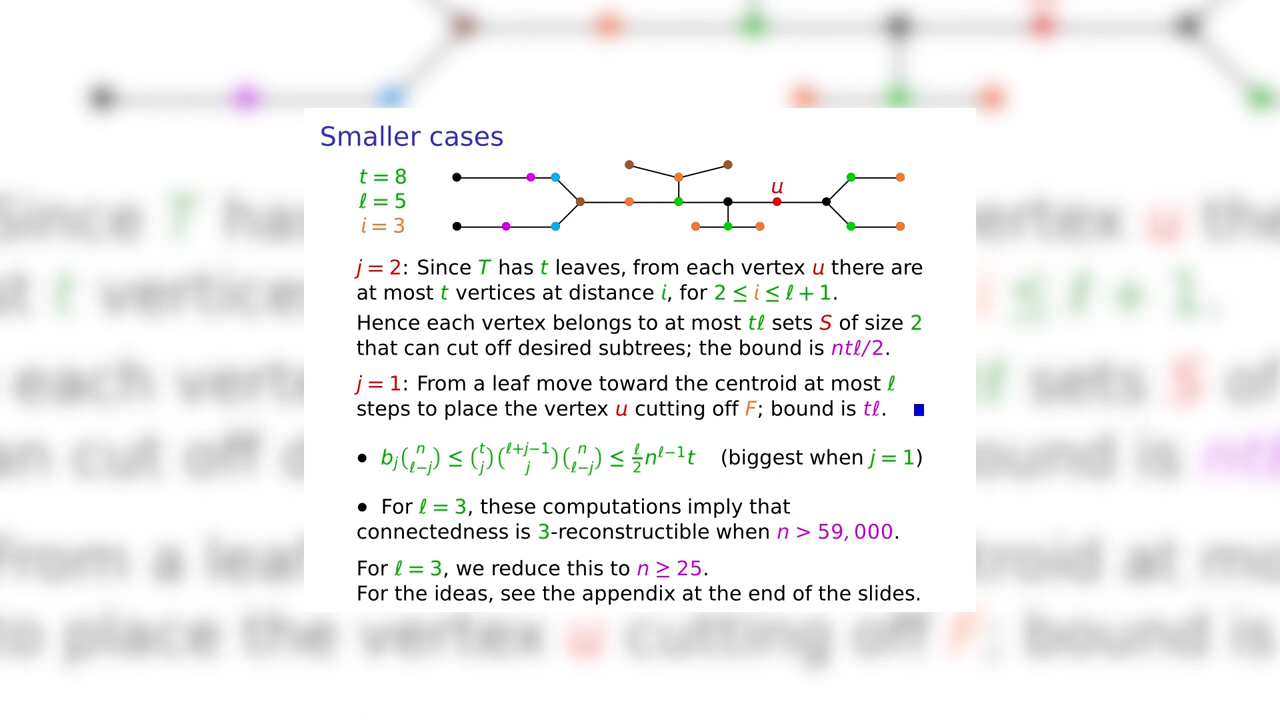 Smaller cases
t = 8
ℓ = 5
i = 3
u
j = 2: Since T has t leaves, from each vertex u there are
at most t vertices at distance i, for 2 ≤ i ≤ ℓ + 1.
Hence each vertex belongs to at most tℓ sets S of size 2
that can cut off desired subtrees; the bound is ntℓ/2.
j = 1: From a leaf move toward the centroid at most ℓ
steps to place the vertex u cutting off F; bound is tℓ.
• b_j(n ℓ−j) ≤ (t j)(ℓ+j−1 j)(n ℓ−j) ≤ ℓ/2 n^{ℓ−1}t (biggest when j = 1)
• For ℓ = 3, these computations imply that
connectedness is 3-reconstructible when n > 59, 000.
For ℓ = 3, we reduce this to n ≥ 25.
For the ideas, see the appendix at the end of the slides.